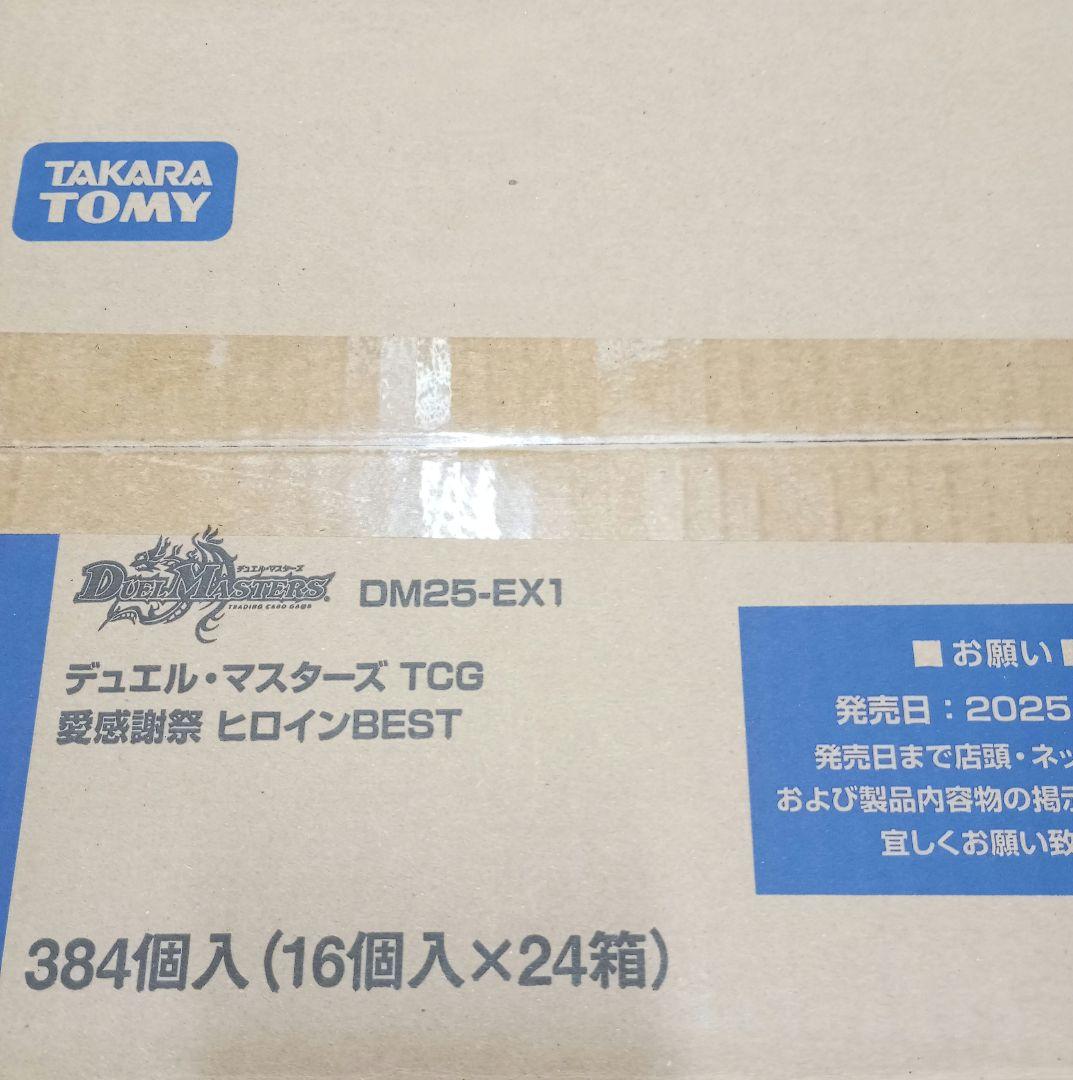 TAKARA
TOMY
デュエル・マスターズ
DUEL MASTERS
TRADING CARD GAME
DM25-EX1
デュエル・マスターズ TCG
愛感謝祭 ヒロインBEST
■お願い■
発売日：2025
発売日まで店頭・ネッ
および製品内容物の掲示
宜しくお願い致
384個入（16個入×24箱）